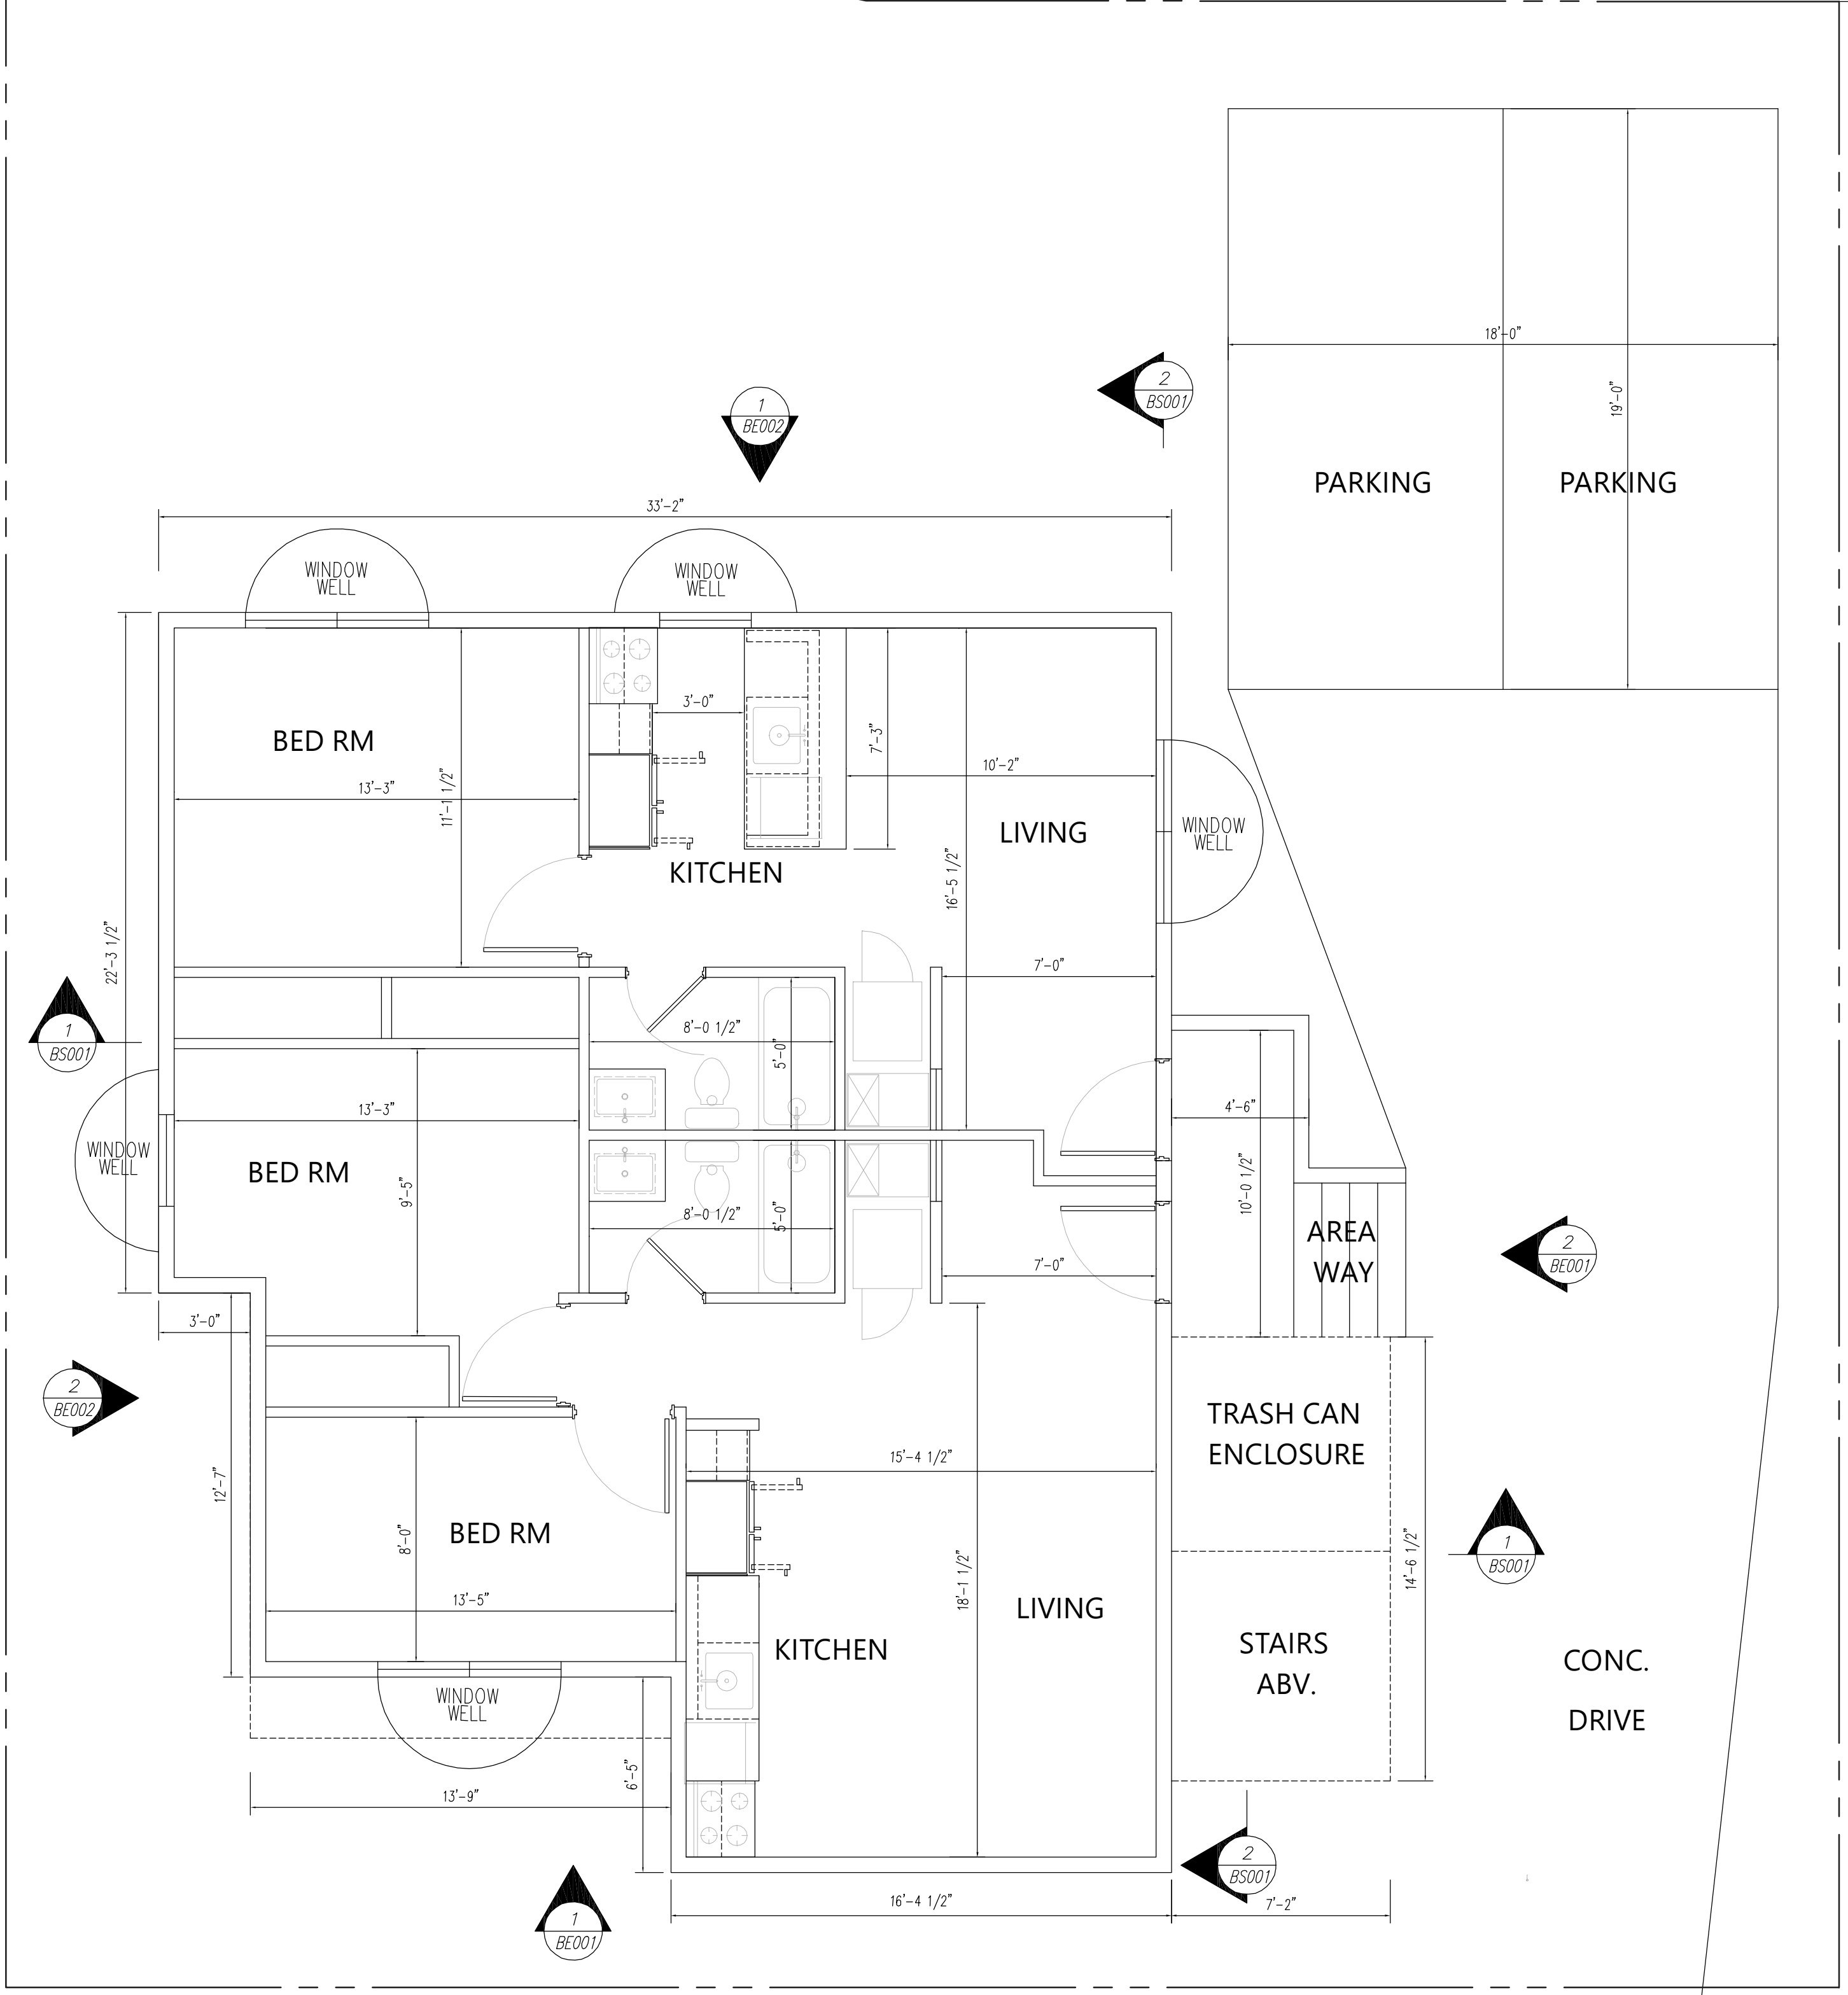 18'-0"
19'-0"
2
BS001
1
BE002
PARKING
PARKING
33'-2"
WINDOW
WELL
WINDOW
WELL
3'-0"
7'-3"
BED RM
10'-2"
13'-3"
11'-1 1/2"
LIVING
WINDOW
WELL
KITCHEN
16'-5 1/2"
22'-3 1/2"
7'-0"
1
BS001
8'-0 1/2"
5'-0"
13'-3"
4'-6"
WINDOW
WELL
BED RM
9'-5"
10'-0 1/2"
8'-0 1/2"
5'-0"
AREA
WAY
2
BE001
7'-0"
3'-0"
2
BE002
TRASH CAN
ENCLOSURE
15'-4 1/2"
12'-7"
8'-0"
BED RM
1
BS001
14'-6 1/2"
18'-1 1/2"
13'-5"
LIVING
KITCHEN
STAIRS
ABV.
CONC.
DRIVE
WINDOW
WELL
6'-5"
13'-9"
2
BS001
16'-4 1/2"
7'-2"
1
BE001